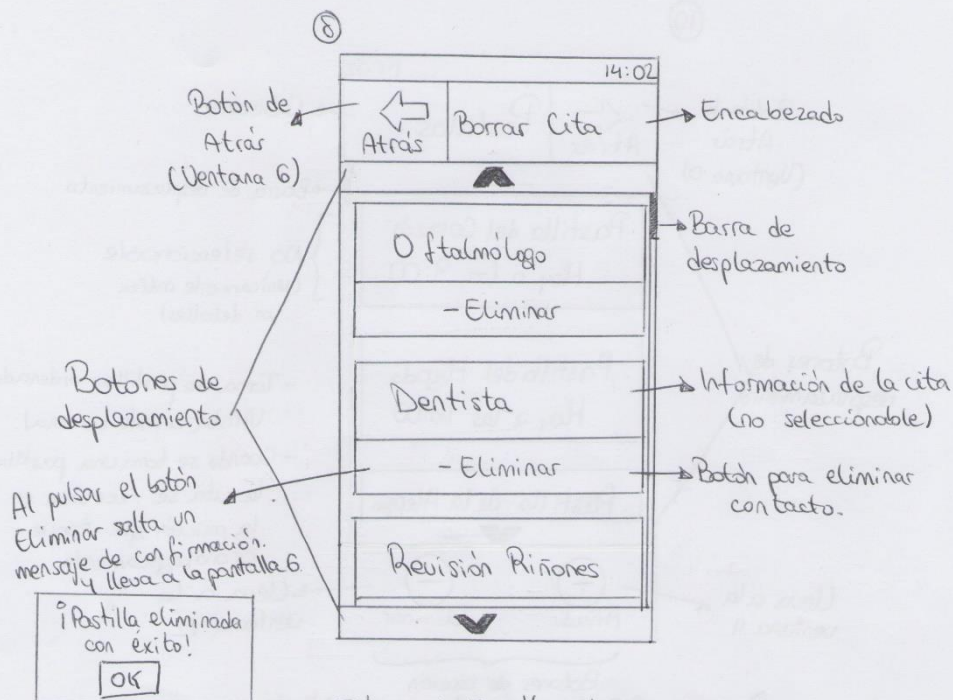 8
14:02
Atrás
Borrar Cita
Oftalmólogo
- Eliminar
Dentista
- Eliminar
Revisión Riñones
Botón de
Atrás
(Ventana 6)
Botones de
desplazamiento
Al pulsar el botón
Eliminar salta un
mensaje de confirmación.
y lleva a la pantalla 6
¡Pastilla eliminada
con éxito!
OK
Encabezado
Barra de
desplazamiento
Información de la cita
(no seleccionable)
Botón para eliminar
contacto.